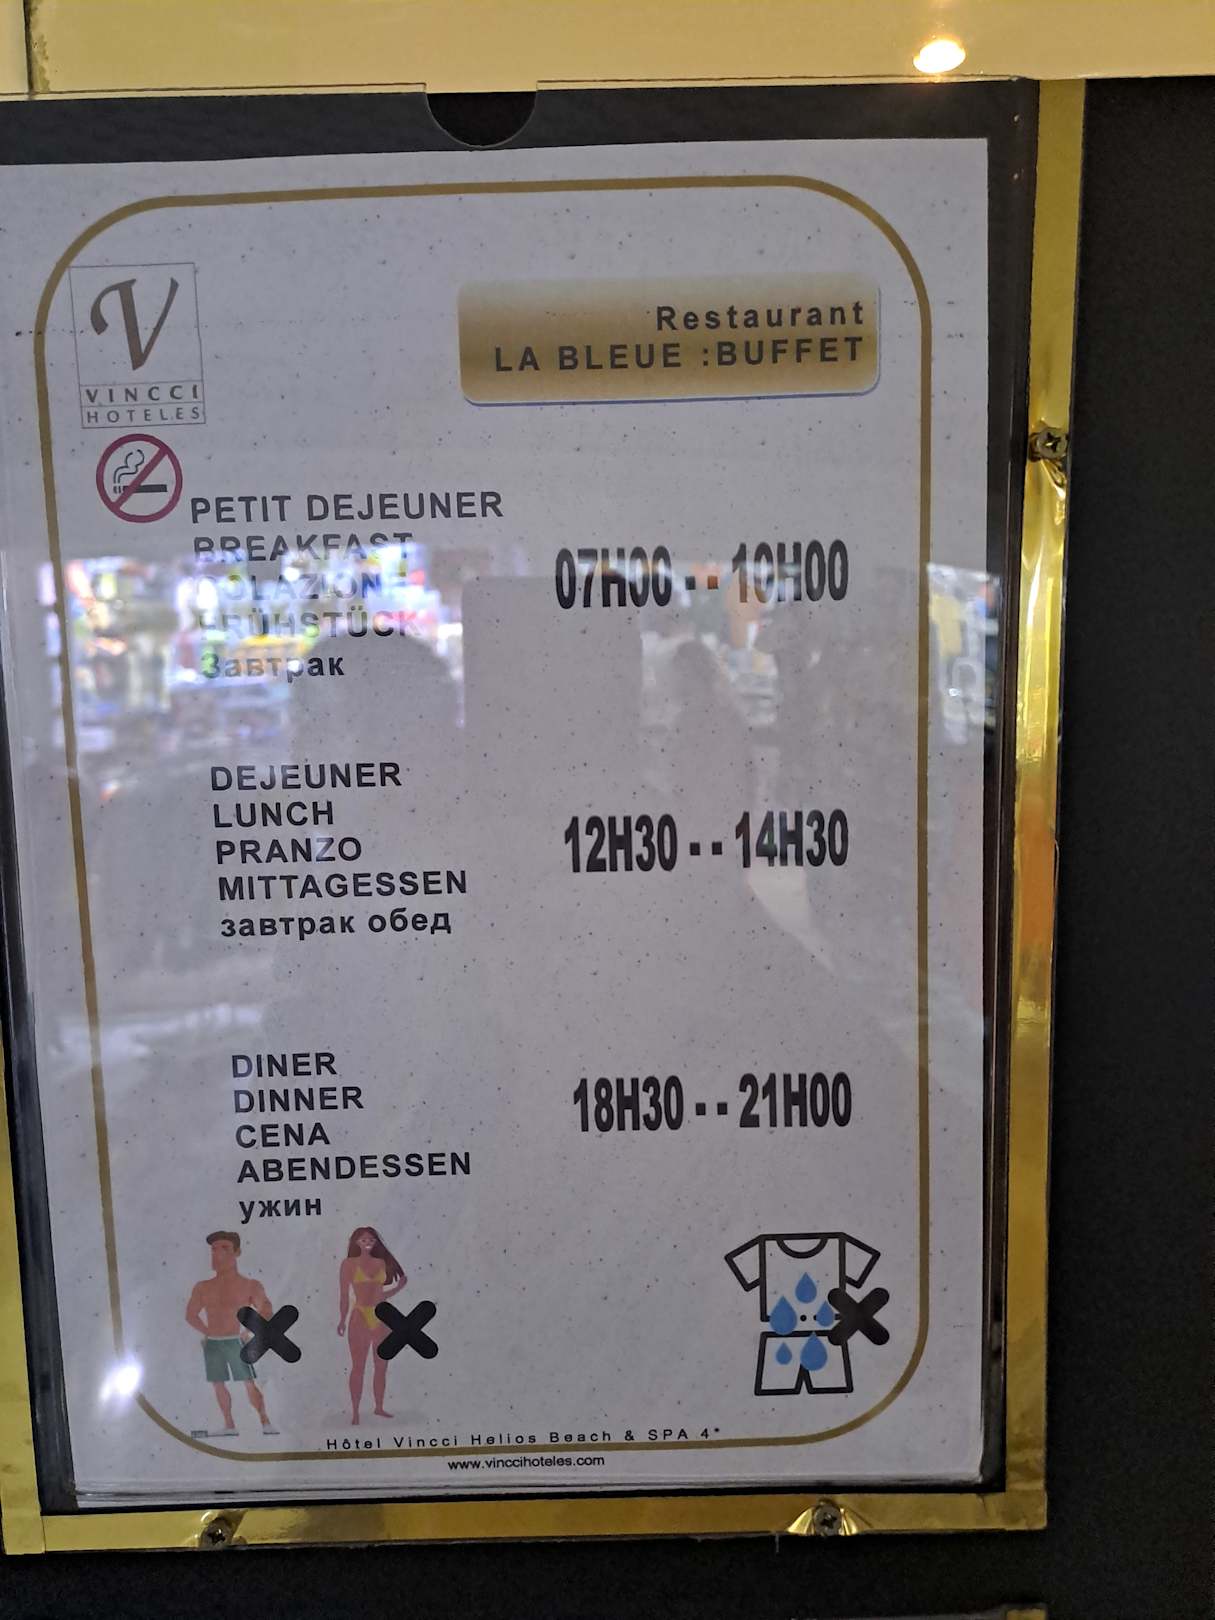 VINCCI
HOTELES
Restaurant
LA BLEUE :BUFFET
PETIT DEJEUNER
BREAKFAST
COLAZIONE
FRÜHSTÜCK
Завтрак
07H00 -- 10H00
DEJEUNER
LUNCH
PRANZO
MITTAGESSEN
завтрак обед
12H30 -- 14H30
DINER
DINNER
CENA
ABENDESSEN
ужин
18H30 -- 21H00
Hôtel Vincci Helios Beach & SPA 4*
www.vinccihoteles.com